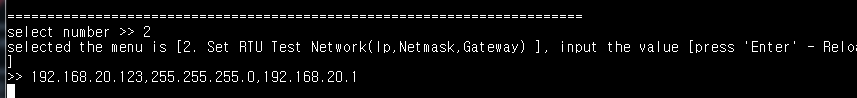 ================================================================================
select number >> 2
selected the menu is [2. Set RTU Test Network(Ip,Netmask,Gateway) ], input the value [press 'Enter' - Reloa
]
>> 192.168.20.123,255.255.255.0,192.168.20.1